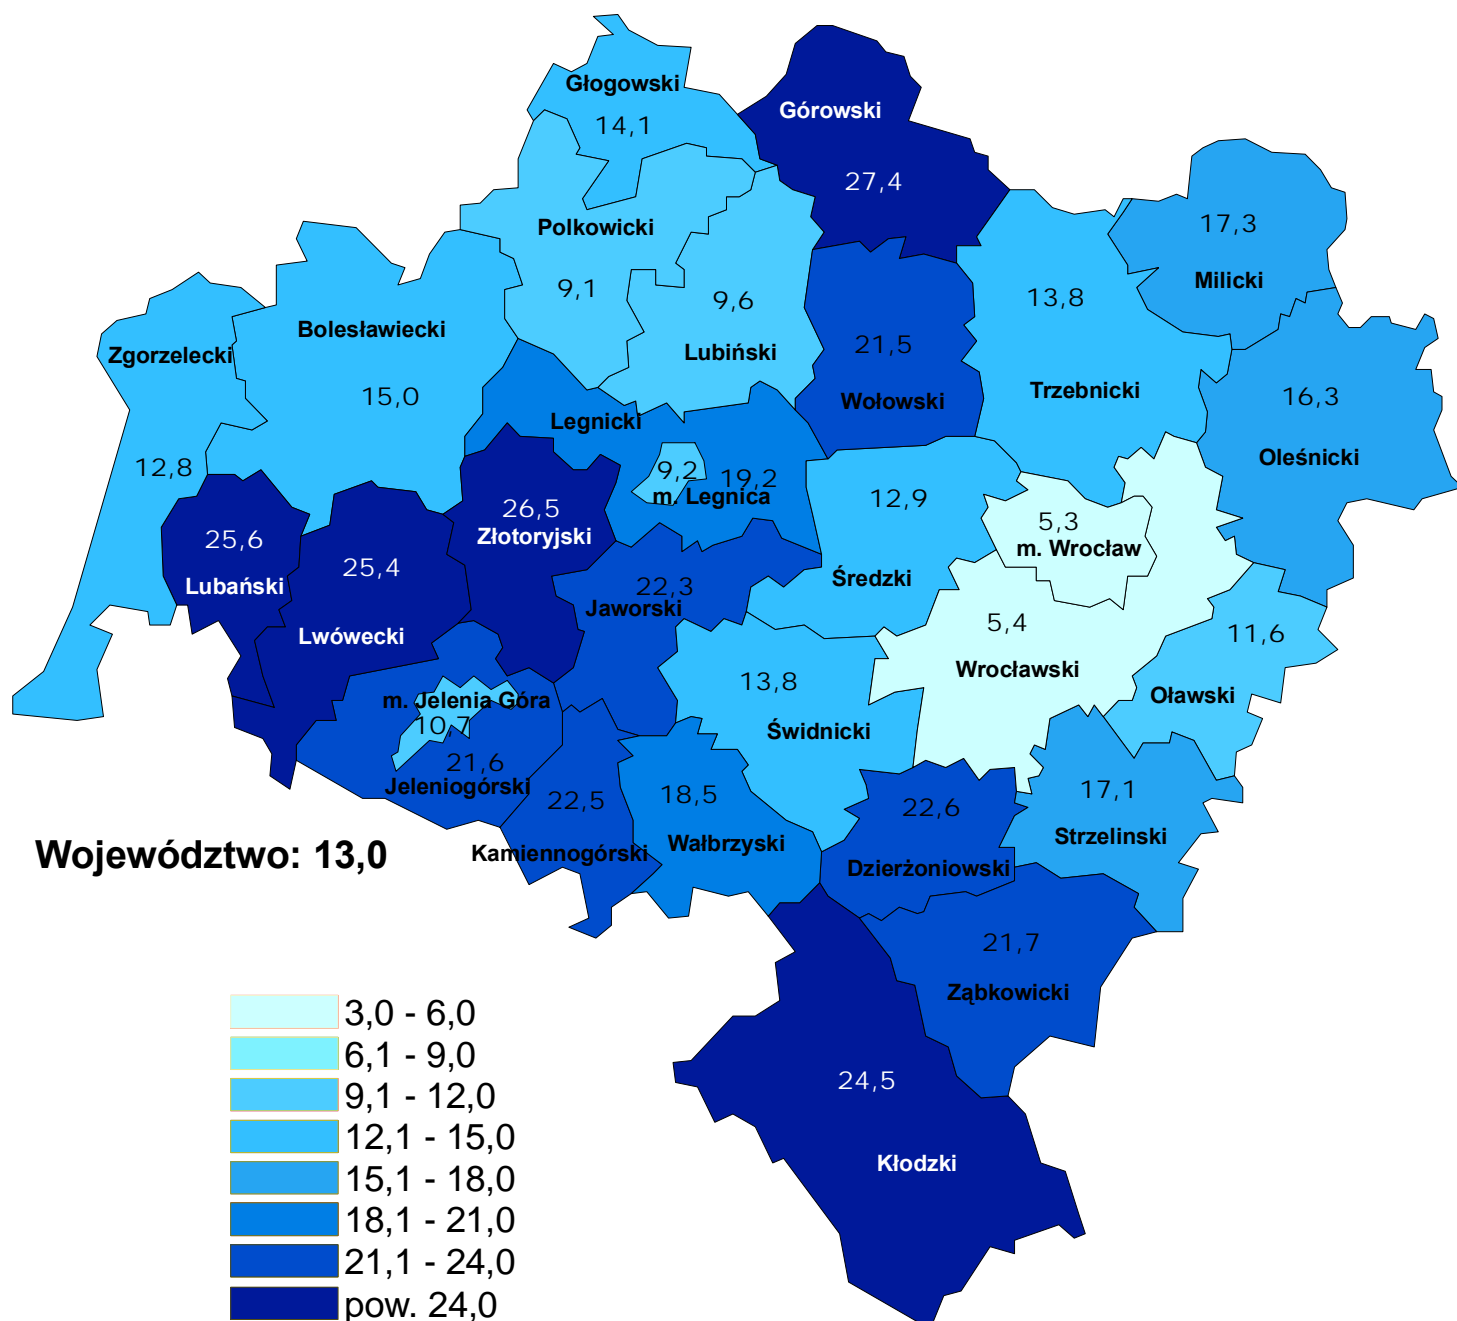 Głogowski
14,1
Górowski
27,4
Polkowicki
9,1
9,6
Lubiński
17,3
Milicki
13,8
Trzebnicki
Bolesławiecki
15,0
Zgorzelecki
12,8
21,5
Wołowski
16,3
Oleśnicki
Legnicki
19,2
9,2
m. Legnica
26,5
Złotoryjski
12,9
Średzki
5,3
m. Wrocław
25,6
Lubański
25,4
Lwówecki
22,3
Jaworski
5,4
Wrocławski
11,6
Oławski
m. Jelenia Góra
10,7
21,6
Jeleniogórski
13,8
Świdnicki
22,5
Kamiennogórski
18,5
Wałbrzyski
22,6
Dzierżoniowski
17,1
Strzelinski
Województwo: 13,0
21,7
Ząbkowicki
24,5
Kłodzki
3,0 - 6,0
6,1 - 9,0
9,1 - 12,0
12,1 - 15,0
15,1 - 18,0
18,1 - 21,0
21,1 - 24,0
pow. 24,0